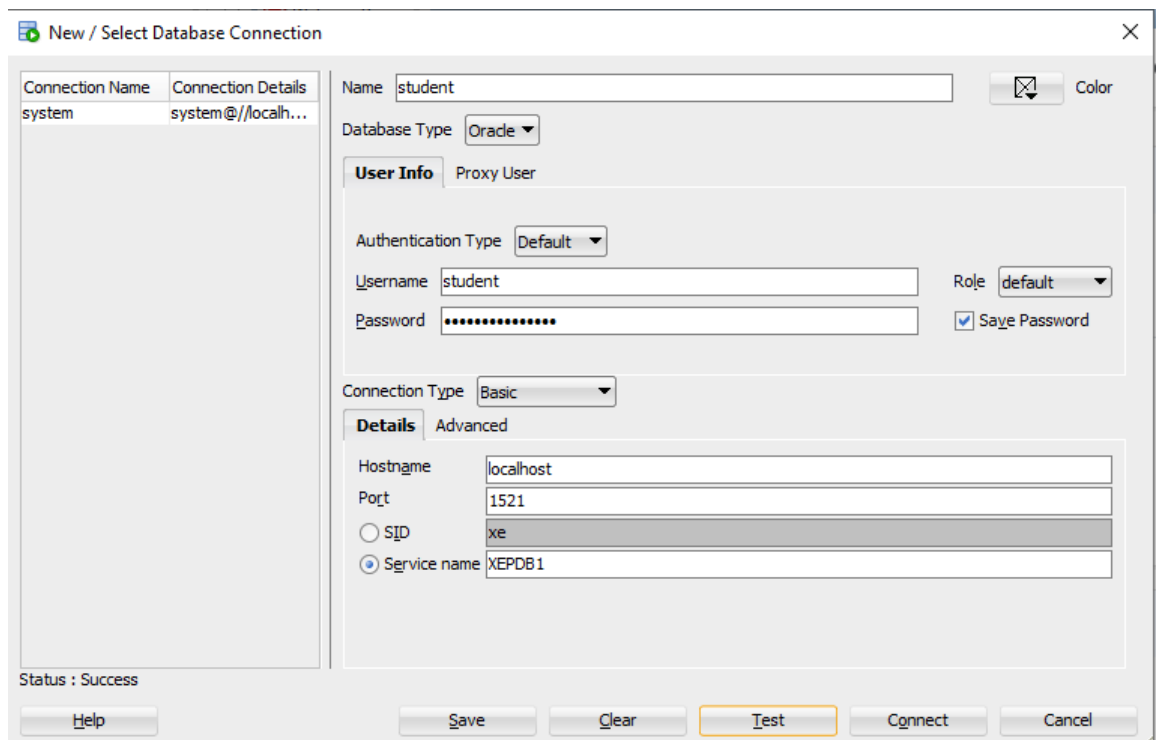 New / Select Database Connection
Connection Name Connection Details
system system@//localh...
Name student Color
Database Type Oracle
User Info Proxy User
Authentication Type Default
Username student Role default
Password ••••••••••••••• Save Password
Connection Type Basic
Details Advanced
Hostname localhost
Port 1521
SID xe
Service name XEPDB1
Status : Success
Help Save Clear Test Connect Cancel